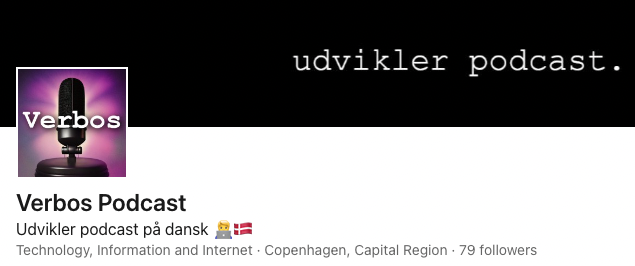 udvikler podcast.
Verbos
Verbos Podcast
Udvikler podcast på dansk 👨‍💻🇩🇰
Technology, Information and Internet · Copenhagen, Capital Region · 79 followers